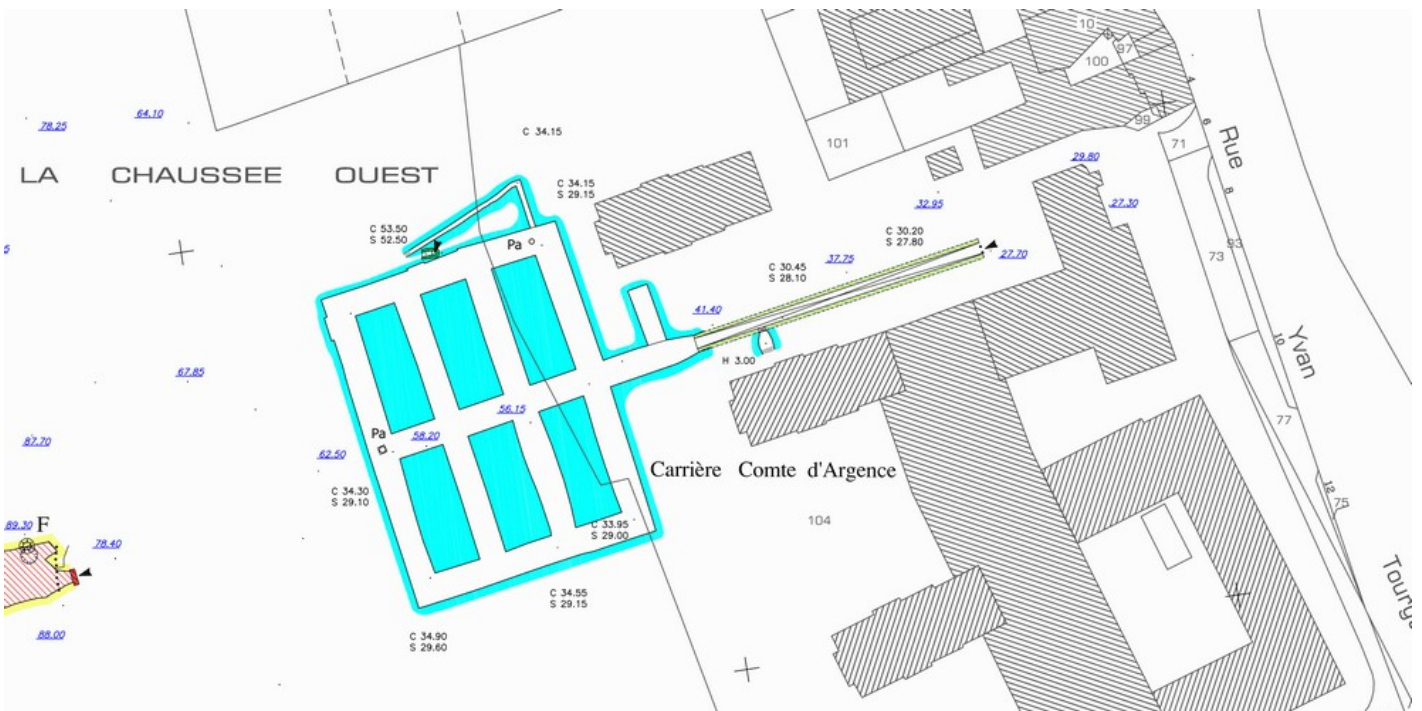 10
97
100
4
64.10
78.25
C 34.15
101
99
6
71
Rue
29.80
LA CHAUSSEE OUEST
C 34.15
S 29.15
8
32.95
27.30
C 53.50
S 52.50
Pa
C 30.20
S 27.80
93
73
27.70
37.75
C 30.45
S 28.10
41.40
H 3.00
10
Yvan
67.85
56.15
77
Pa
58.20
87.70
62.50
Carrière Comte d'Argence
C 34.30
S 29.10
12
75
104
C 33.95
S 29.00
89.30
F
78.40
C 34.55
S 29.15
88.00
C 34.90
S 29.60